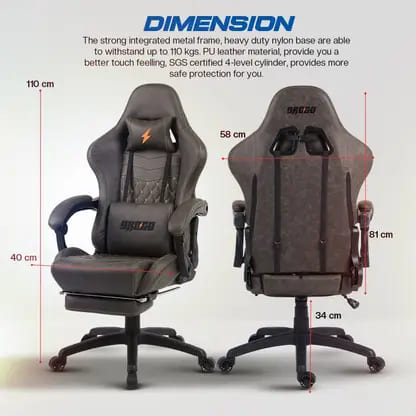 DIMENSION
The strong integrated metal frame, heavy duty nylon base are able
to withstand up to 110 kgs. PU leather material, provide you a
better touch feelling, SGS certified 4-level cylinder, provides more
safe protection for you.
110 cm
58 cm
81 cm
40 cm
34 cm